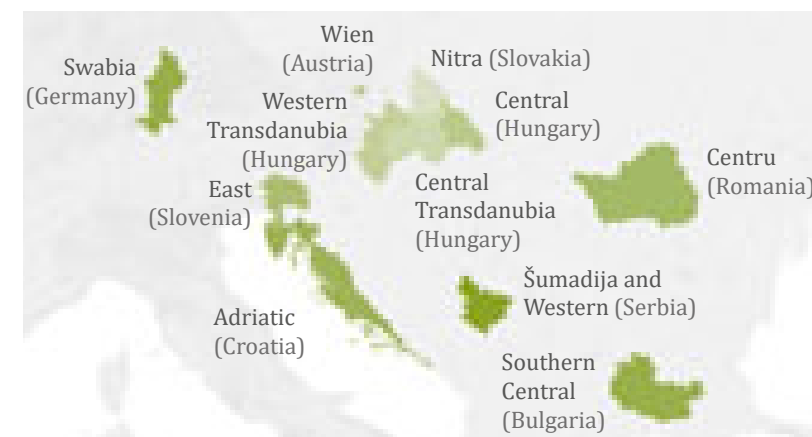 Wien
(Austria)
Nitra (Slovakia)
Swabia
(Germany)
Western
Transdanubia
(Hungary)
Central
(Hungary)
Centru
(Romania)
East
(Slovenia)
Central
Transdanubia
(Hungary)
Šumadija and
Western (Serbia)
Adriatic
(Croatia)
Southern
Central
(Bulgaria)